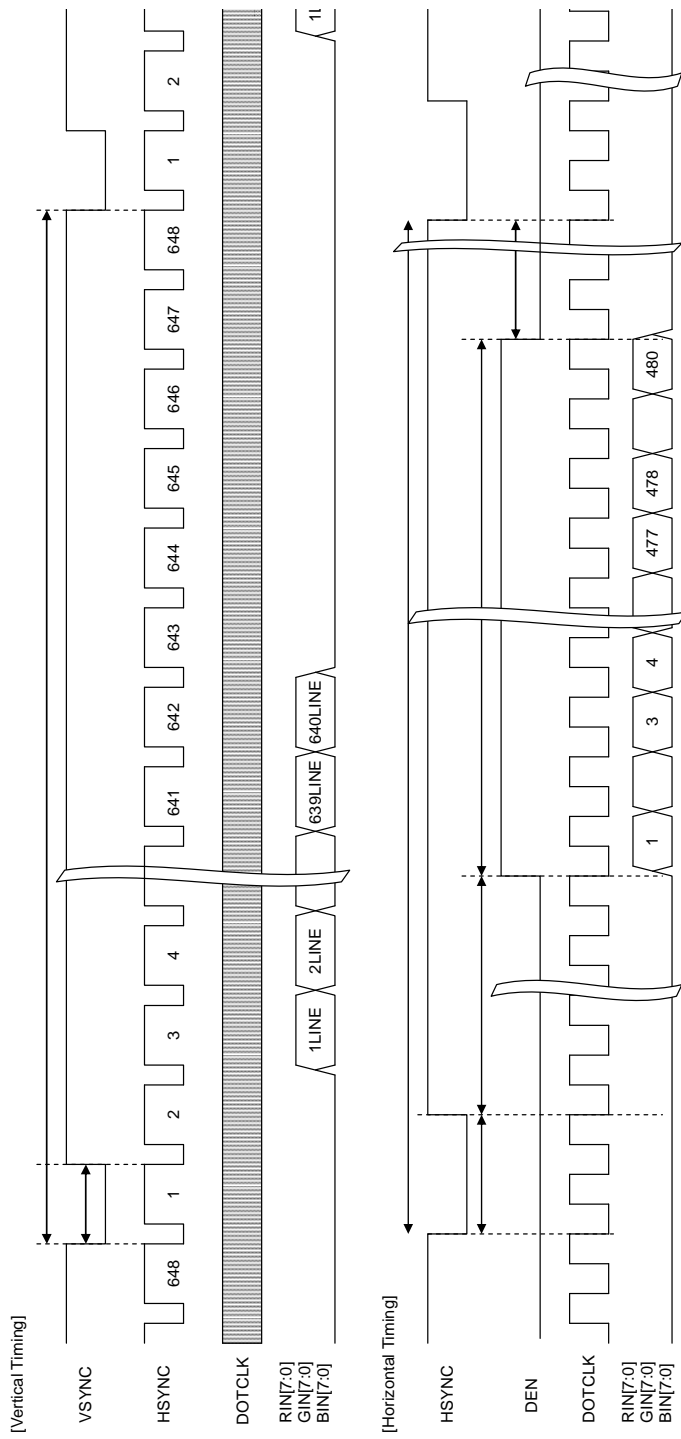 [Vertical Timing]
VSYNC
HSYNC
648 1 2 3 4 641 642 643 644 645 646 647 648 1 2
DOTCLK
RIN[7:0]
GIN[7:0]
BIN[7:0]
1LINE 2LINE 639LINE 640LINE
[Horizontal Timing]
HSYNC
DEN
DOTCLK
RIN[7:0]
GIN[7:0]
BIN[7:0]
1 3 4 477 478 480